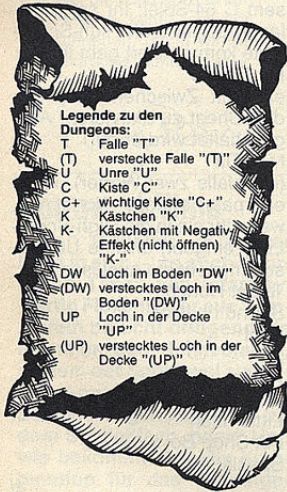 Legende zu den
Dungeons:
T Falle "T"
(T) versteckte Falle "(T)"
U Unre "U"
C Kiste "C"
C+ wichtige Kiste "C+"
K Kästchen "K"
K- Kästchen mit Negativ-
Effekt (nicht öffnen)
"K-"
DW Loch im Boden "DW"
(DW) verstecktes Loch im
Boden "(DW)"
UP Loch in der Decke
"UP"
(UP) verstecktes Loch in der
Decke "(UP)"